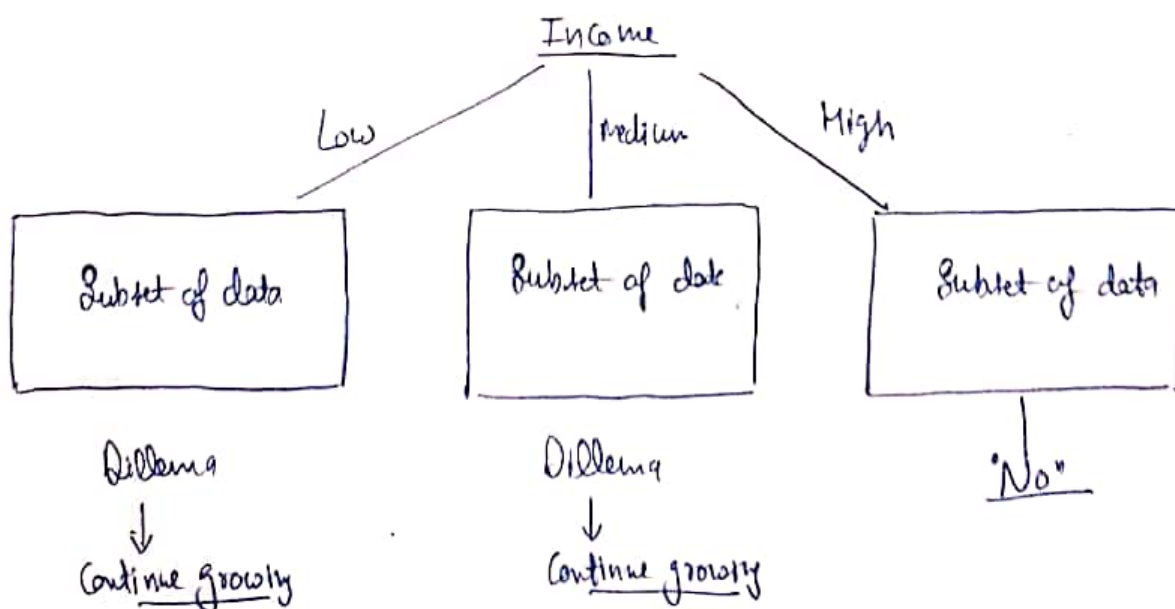 Income
Low
Medium
High
Subset of data
Subset of data
Subset of data
Dillema
Dillema
"No"
Continue growing
Continue growing